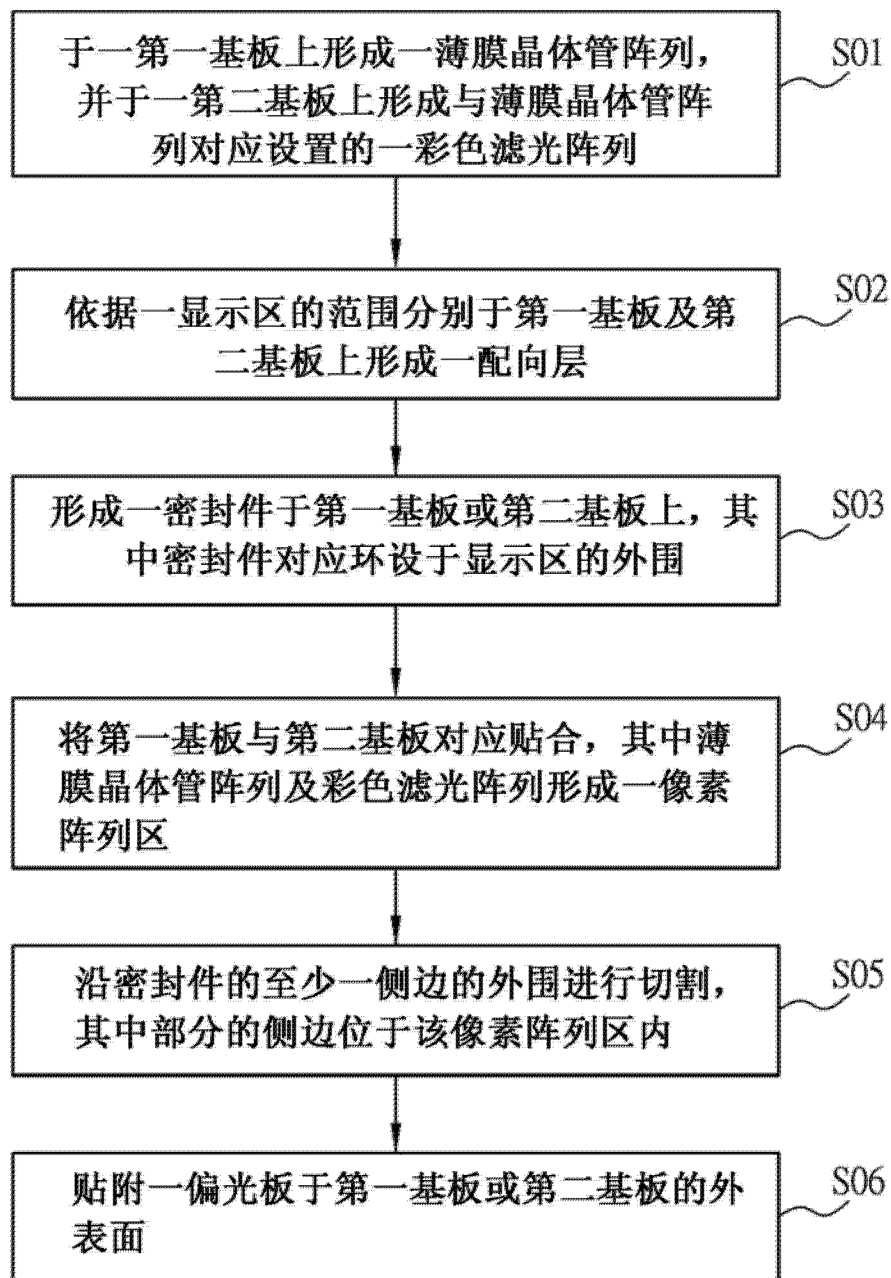 于一第一基板上形成一薄膜晶体管阵列，
并于一第二基板上形成与薄膜晶体管阵
列对应设置的一彩色滤光阵列
S01
依据一显示区的范围分别于第一基板及第
二基板上形成一配向层
S02
形成一密封件于第一基板或第二基板上，其
中密封件对应环设于显示区的外围
S03
将第一基板与第二基板对应贴合，其中薄
膜晶体管阵列及彩色滤光阵列形成一像素
阵列区
S04
沿密封件的至少一侧边的外围进行切割，
其中部分的侧边位于该像素阵列区内
S05
贴附一偏光板于第一基板或第二基板的外
表面
S06